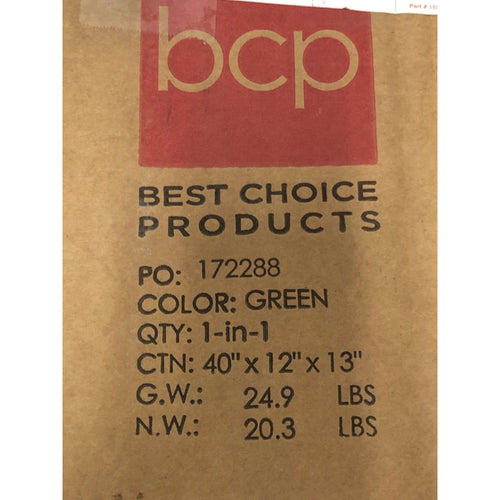 bcp
BEST CHOICE
PRODUCTS
PO: 172288
COLOR: GREEN
QTY: 1-in-1
CTN: 40" x 12" x 13"
G.W.: 24.9 LBS
N.W.: 20.3 LBS